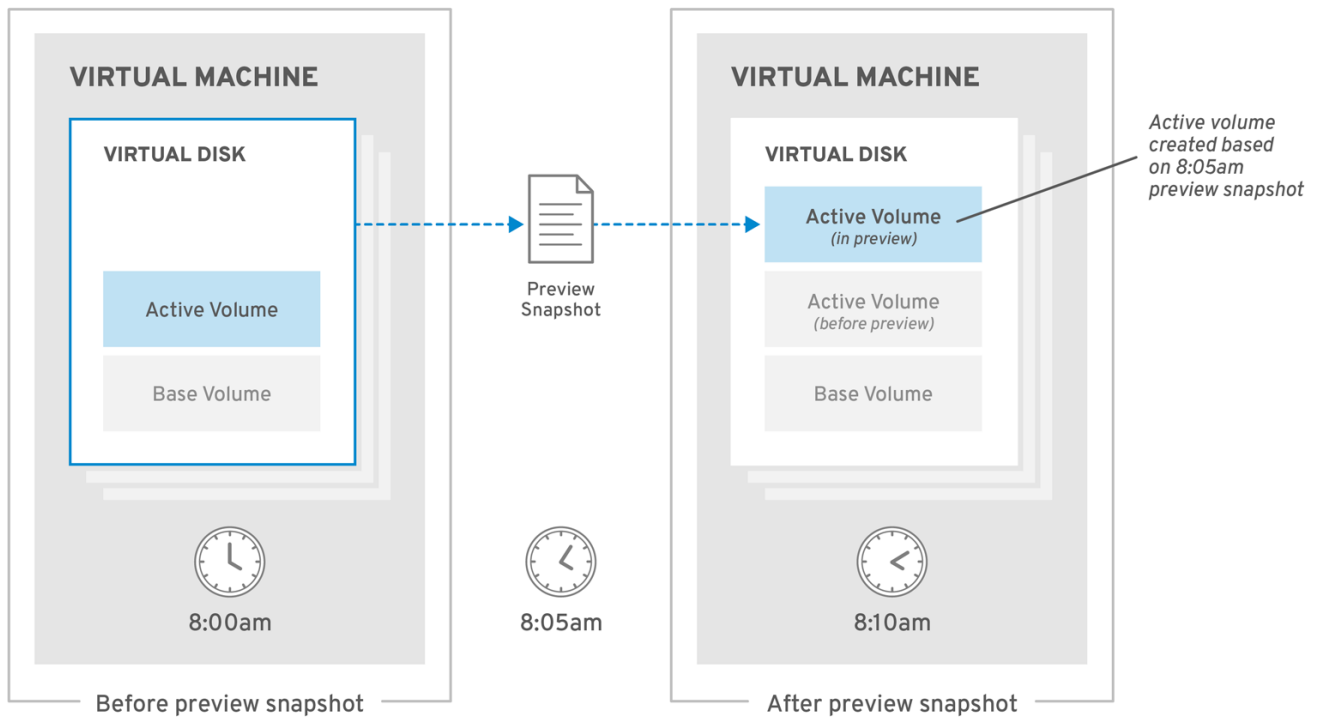 VIRTUAL MACHINE
VIRTUAL DISK
Active Volume
Base Volume
8:00am
Before preview snapshot
Preview
Snapshot
8:05am
VIRTUAL MACHINE
VIRTUAL DISK
Active Volume
(in preview)
Active Volume
(before preview)
Base Volume
8:10am
After preview snapshot
Active volume
created based
on 8:05am
preview snapshot